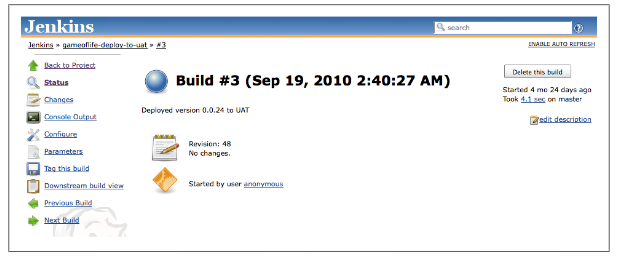 Jenkins
search
Jenkins » gameoflife-deploy-to-uat » #3
ENABLE AUTO REFRESH
Back to Project
Status
Changes
Console Output
Configure
Parameters
Tag this build
Downstream build view
Previous Build
Next Build
Build #3 (Sep 19, 2010 2:40:27 AM)
Deployed version 0.0.24 to UAT
Revision: 48
No changes.
Started by user anonymous
Delete this build
Started 4 mo 24 days ago
Took 4.1 sec on master
edit description